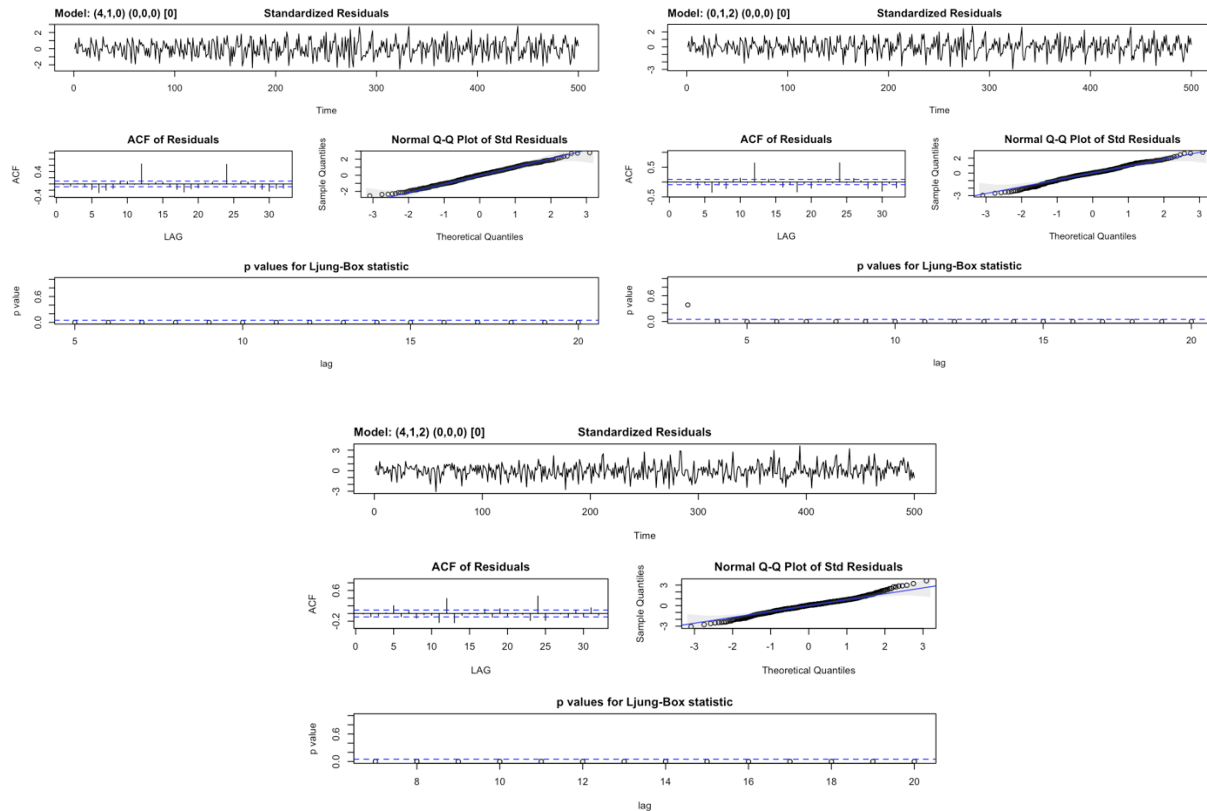 Model: (4,1,0) (0,0,0) [0] Standardized Residuals
-2 0 2
0 100 200 300 400 500
Time
ACF of Residuals
ACF
-0.4 0.4
0 5 10 15 20 25 30
LAG
Normal Q-Q Plot of Std Residuals
Sample Quantiles
-2 0 2
-3 -2 -1 0 1 2 3
Theoretical Quantiles
p values for Ljung-Box statistic
p value
0.0 0.6
5 10 15 20
lag
Model: (0,1,2) (0,0,0) [0] Standardized Residuals
-3 0 2
0 100 200 300 400 500
Time
ACF of Residuals
ACF
-0.5 0.5
0 5 10 15 20 25 30
LAG
Normal Q-Q Plot of Std Residuals
Sample Quantiles
-3 0 2
-3 -2 -1 0 1 2 3
Theoretical Quantiles
p values for Ljung-Box statistic
p value
0.0 0.6
5 10 15 20
lag
Model: (4,1,2) (0,0,0) [0] Standardized Residuals
-3 0 3
0 100 200 300 400 500
Time
ACF of Residuals
ACF
-0.2 0.6
0 5 10 15 20 25 30
LAG
Normal Q-Q Plot of Std Residuals
Sample Quantiles
-3 0 3
-3 -2 -1 0 1 2 3
Theoretical Quantiles
p values for Ljung-Box statistic
p value
0.0 0.6
8 10 12 14 16 18 20
lag